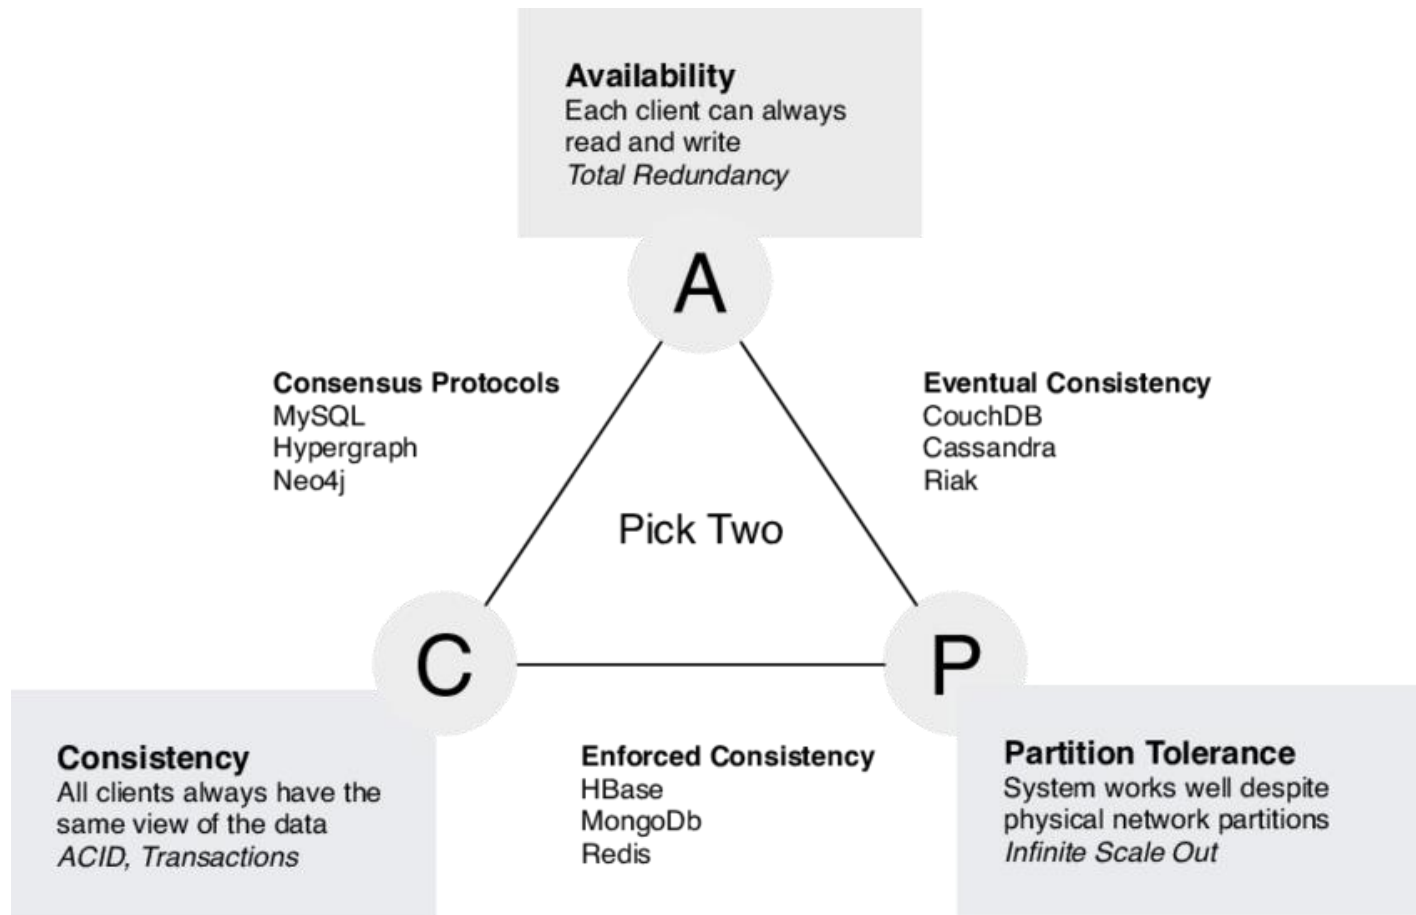 Availability
Each client can always
read and write
Total Redundancy
A
Consensus Protocols
MySQL
Hypergraph
Neo4j
Eventual Consistency
CouchDB
Cassandra
Riak
Pick Two
C
P
Consistency
All clients always have the
same view of the data
ACID, Transactions
Enforced Consistency
HBase
MongoDb
Redis
Partition Tolerance
System works well despite
physical network partitions
Infinite Scale Out